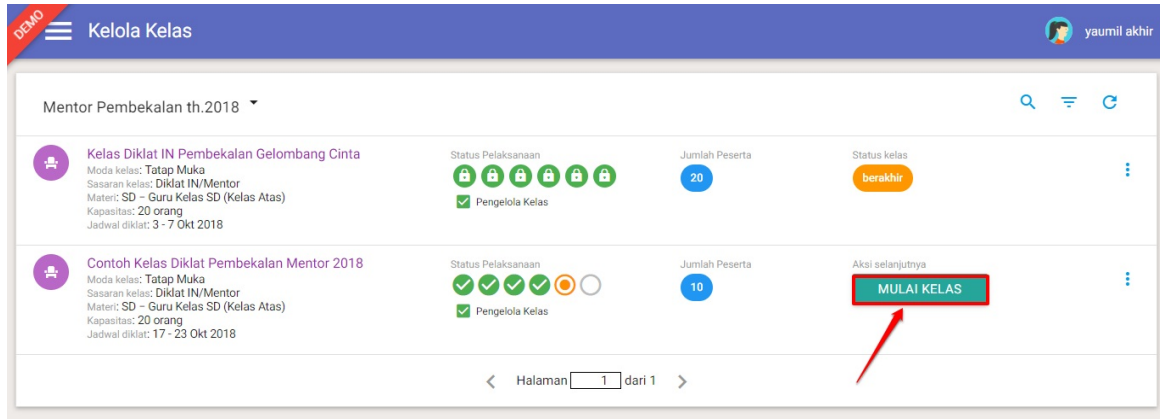 DEMO
Kelola Kelas
yaumil akhir
Mentor Pembekalan th.2018
Kelas Diklat IN Pembekalan Gelombang Cinta
Moda kelas: Tatap Muka
Sasaran kelas: Diklat IN/Mentor
Materi: SD - Guru Kelas SD (Kelas Atas)
Kapasitas: 20 orang
Jadwal diklat: 3 - 7 Okt 2018
Status Pelaksanaan
Pengelola Kelas
Jumlah Peserta
20
Status kelas
berakhir
Contoh Kelas Diklat Pembekalan Mentor 2018
Moda kelas: Tatap Muka
Sasaran kelas: Diklat IN/Mentor
Materi: SD - Guru Kelas SD (Kelas Atas)
Kapasitas: 20 orang
Jadwal diklat: 17 - 23 Okt 2018
Status Pelaksanaan
Pengelola Kelas
Jumlah Peserta
10
Aksi selanjutnya
MULAI KELAS
Halaman 1 dari 1